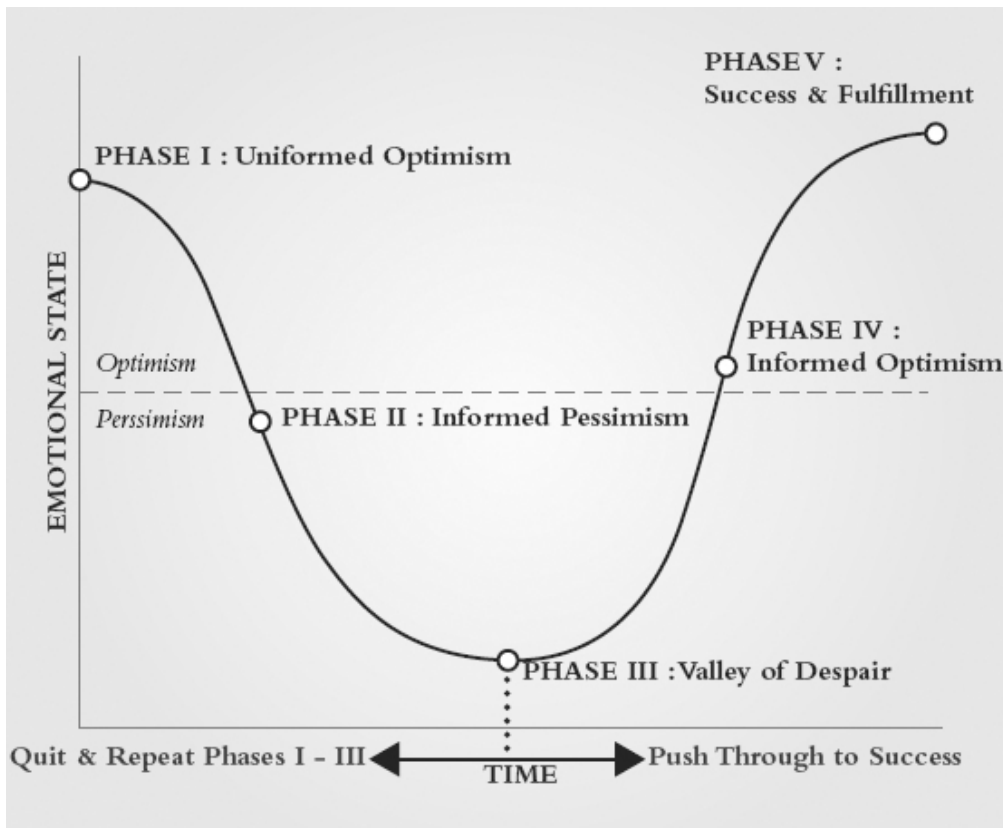 PHASE V :
Success & Fulfillment
PHASE I : Uniformed Optimism
EMOTIONAL STATE
Optimism
PHASE IV :
Informed Optimism
Perssimism
PHASE II : Informed Pessimism
PHASE III : Valley of Despair
Quit & Repeat Phases I - III
TIME
Push Through to Success